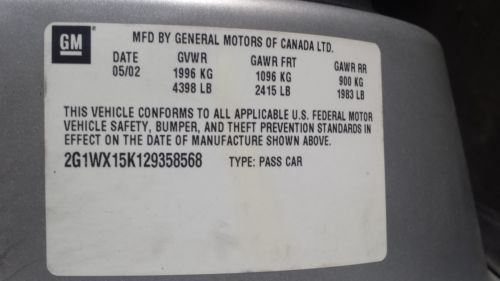 GM
MFD BY GENERAL MOTORS OF CANADA LTD.
DATE GVWR GAWR FRT GAWR RR
05/02 1996 KG 1096 KG 900 KG
4398 LB 2415 LB 1983 LB
THIS VEHICLE CONFORMS TO ALL APPLICABLE U.S. FEDERAL MOTOR
VEHICLE SAFETY, BUMPER, AND THEFT PREVENTION STANDARDS IN
EFFECT ON THE DATE OF MANUFACTURE SHOWN ABOVE.
2G1WX15K129358568 TYPE: PASS CAR